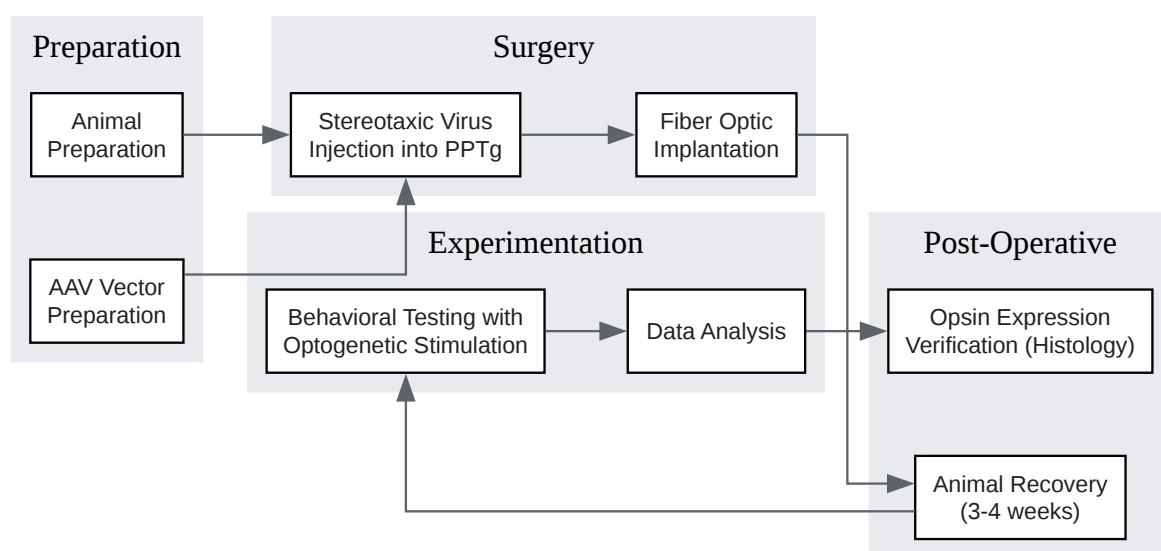 Preparation
Animal
Preparation
AAV Vector
Preparation
Surgery
Stereotaxic Virus
Injection into PPTg
Fiber Optic
Implantation
Experimentation
Behavioral Testing with
Optogenetic Stimulation
Data Analysis
Post-Operative
Opsin Expression
Verification (Histology)
Animal Recovery
(3-4 weeks)